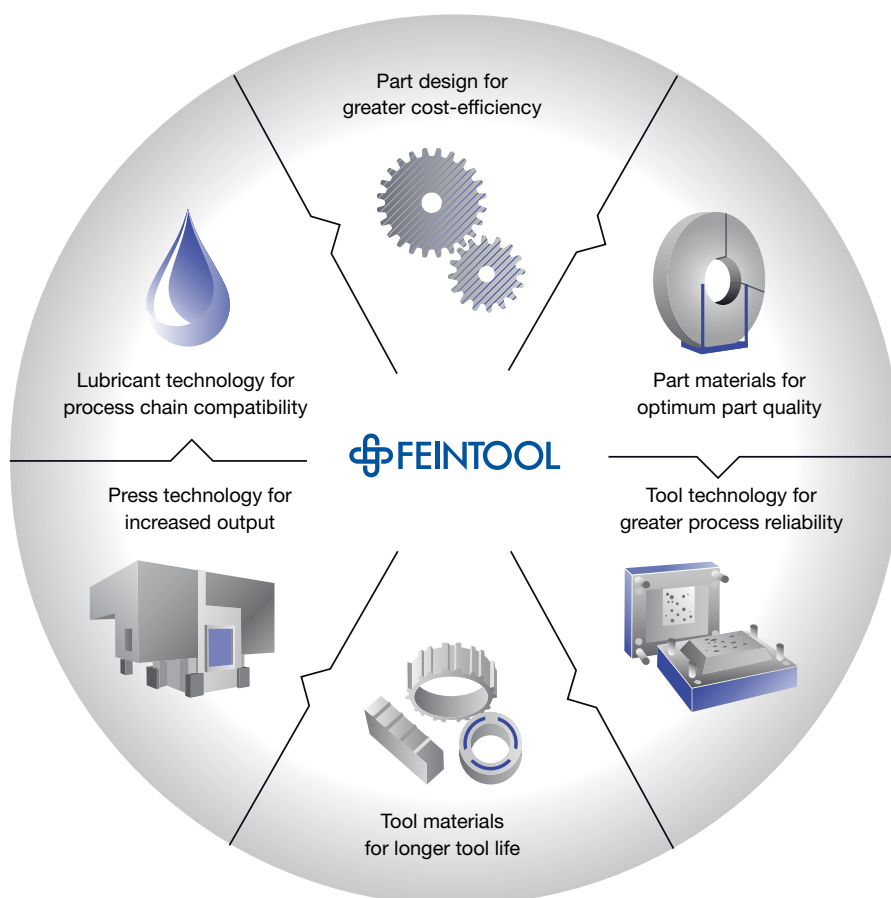 Part design for
greater cost-efficiency
Lubricant technology for
process chain compatibility
Part materials for
optimum part quality
FEINTOOL
Press technology for
increased output
Tool technology for
greater process reliability
Tool materials
for longer tool life